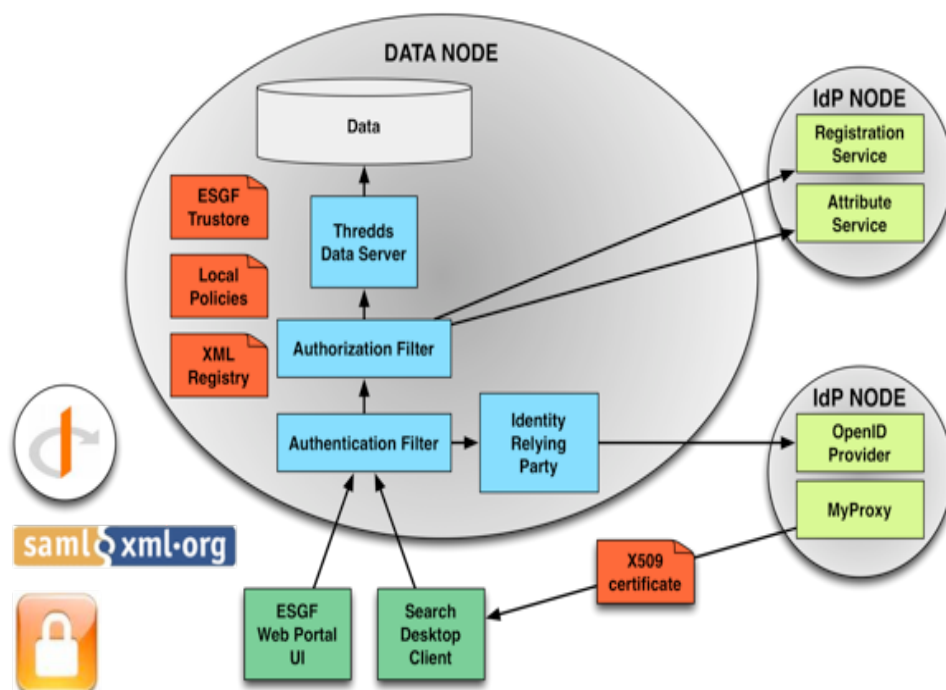 DATA NODE
Data
ESGF
Trustore
Thredds
Data Server
Local
Policies
XML
Registry
Authorization Filter
Authentication Filter
Identity
Relying
Party
IdP NODE
Registration
Service
Attribute
Service
IdP NODE
OpenID
Provider
MyProxy
X509
certificate
ESGF
Web Portal
UI
Search
Desktop
Client
saml xml.org